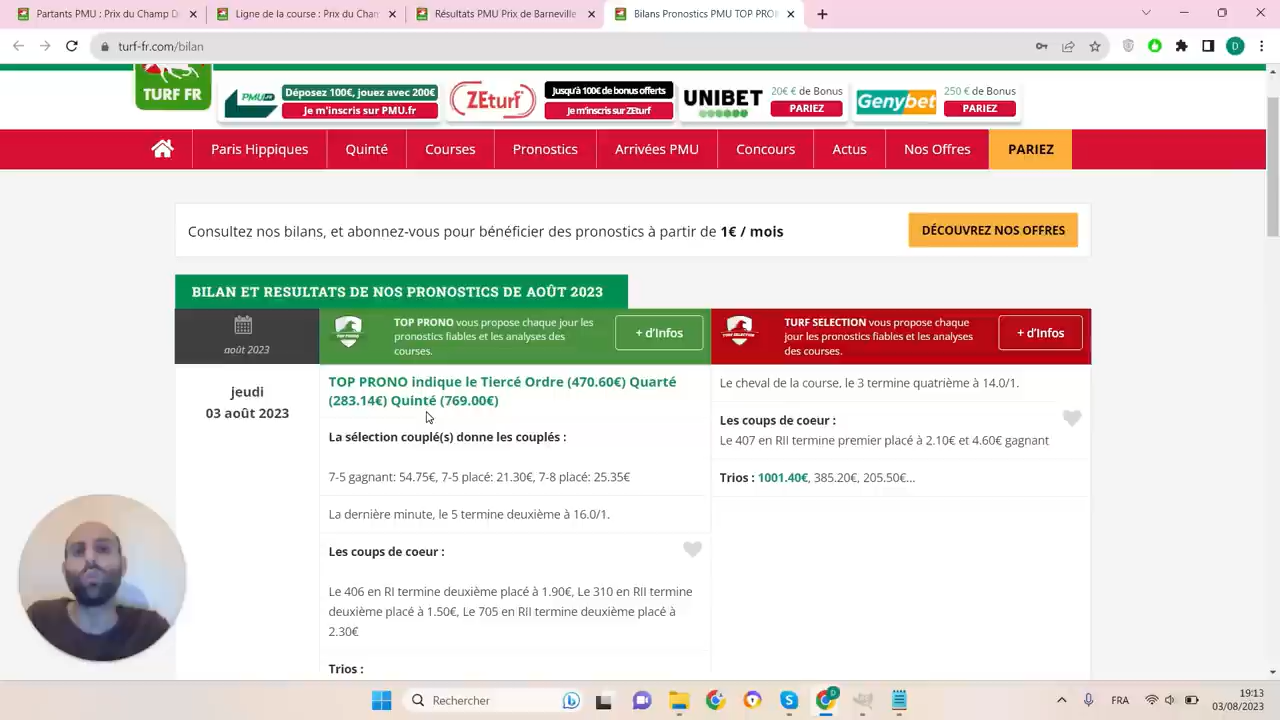 Partants PMU - Prix du Champ D
Ligne de la course : Prix du Chan
Résultats PMU de Barneville
Bilans Pronostics PMU TOP PRON
turf-fr.com/bilan
D
TURF FR
PMU.fr
Déposez 100€, jouez avec 200€
Je m'inscris sur PMU.fr
ZEturf
Jusqu'à 100€ de bonus offerts
Je m'inscris sur ZEturf
UNIBET
20€ € de Bonus
PARIEZ
Genybet
250 € de Bonus
PARIEZ
Paris Hippiques
Quinté
Courses
Pronostics
Arrivées PMU
Concours
Actus
Nos Offres
PARIEZ
Consultez nos bilans, et abonnez-vous pour bénéficier des pronostics à partir de 1€ / mois
DÉCOUVREZ NOS OFFRES
BILAN ET RESULTATS DE NOS PRONOSTICS DE AOÛT 2023
août 2023
TOP PRONO
TOP PRONO vous propose chaque jour les
pronostics fiables et les analyses des
courses.
+ d'Infos
TURF SELECTION
TURF SELECTION vous propose chaque
jour les pronostics fiables et les analyses
des courses.
+ d'Infos
jeudi
03 août 2023
TOP PRONO indique le Tiercé Ordre (470.60€) Quarté
(283.14€) Quinté (769.00€)
La sélection couplé(s) donne les couplés :
7-5 gagnant: 54.75€, 7-5 placé: 21.30€, 7-8 placé: 25.35€
La dernière minute, le 5 termine deuxième à 16.0/1.
Les coups de coeur :
Le 406 en RI termine deuxième placé à 1.90€, Le 310 en RII termine
deuxième placé à 1.50€, Le 705 en RII termine deuxième placé à
2.30€
Trios :
Le cheval de la course, le 3 termine quatrième à 14.0/1.
Les coups de coeur :
Le 407 en RII termine premier placé à 2.10€ et 4.60€ gagnant
Trios : 1001.40€, 385.20€, 205.50€...
Rechercher
D
FRA
19:13
03/08/2023